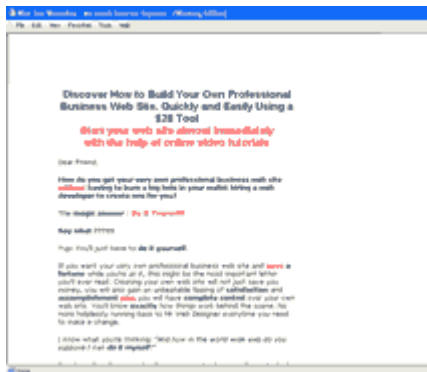 File Edit View Favorites Tools Help
Discover How to Build Your Own Professional
Business Web Site, Quickly and Easily Using a
$28 Tool
Start your web site almost immediately
with the help of online video tutorials
Dear Friend,
How do you get your very own professional business web site
without having to burn a big hole in your wallet hiring a web
developer to create one for you?
The magic answer : Do It Yourself!
Say What ????
Yup! You'll just have to do it yourself.
If you want your very own professional business web site and save a
fortune while you're at it, this might be the most important letter
you'll ever read. Creating your own web site will not just save you
money, you will also gain an unbeatable feeling of satisfaction and
accomplishment plus you will have complete control over your own
web site. You'll know exactly how things work behind the scene. No
more helplessly running back to Mr Web Designer everytime you need
to make a change.
I know what you're thinking: "And how in the world